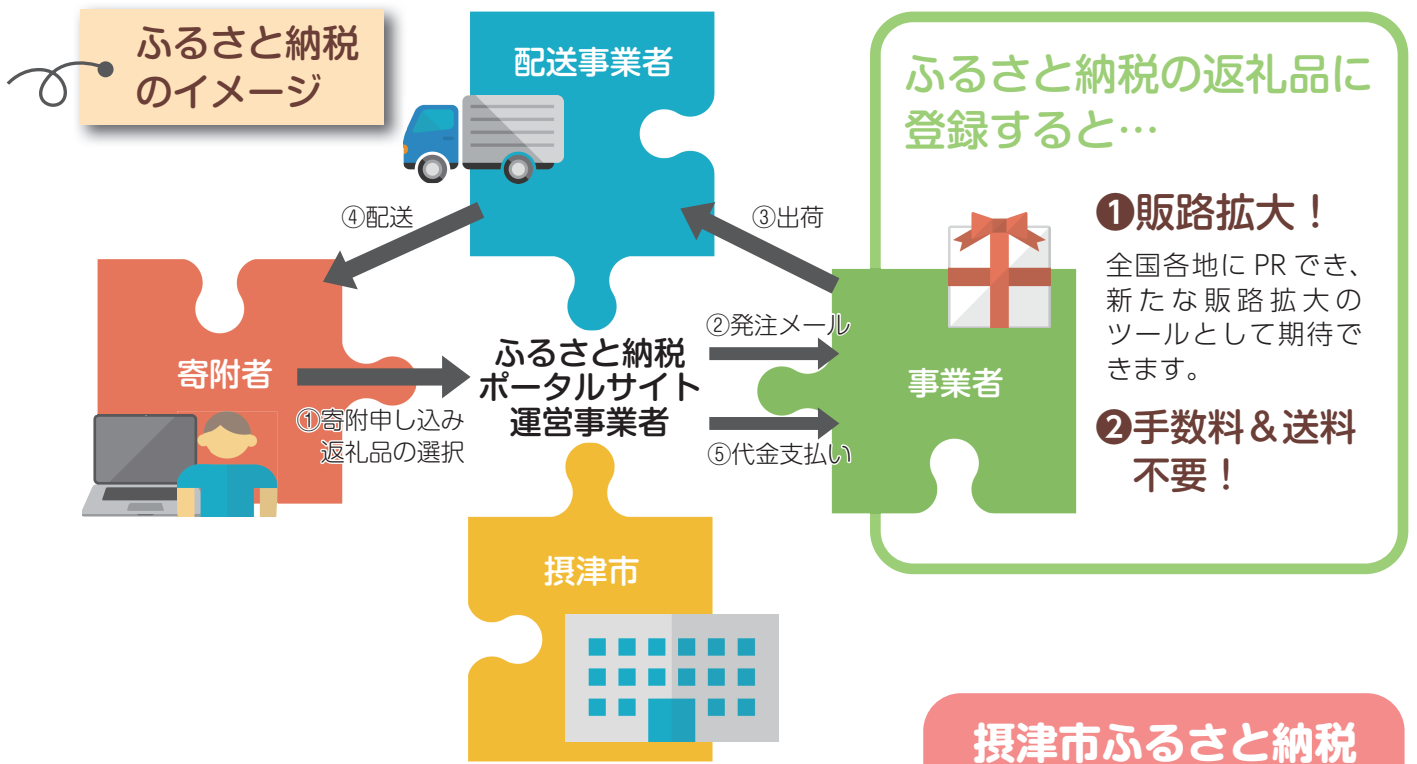 ふるさと納税
のイメージ
配送事業者
④配送
③出荷
寄附者
①寄附申し込み
返礼品の選択
ふるさと納税
ポータルサイト
運営事業者
②発注メール
⑤代金支払い
事業者
摂津市
ふるさと納税の返礼品に
登録すると…
❶販路拡大！
全国各地に PR でき、
新たな販路拡大の
ツールとして期待で
きます。
❷手数料＆送料
不要！
摂津市ふるさと納税